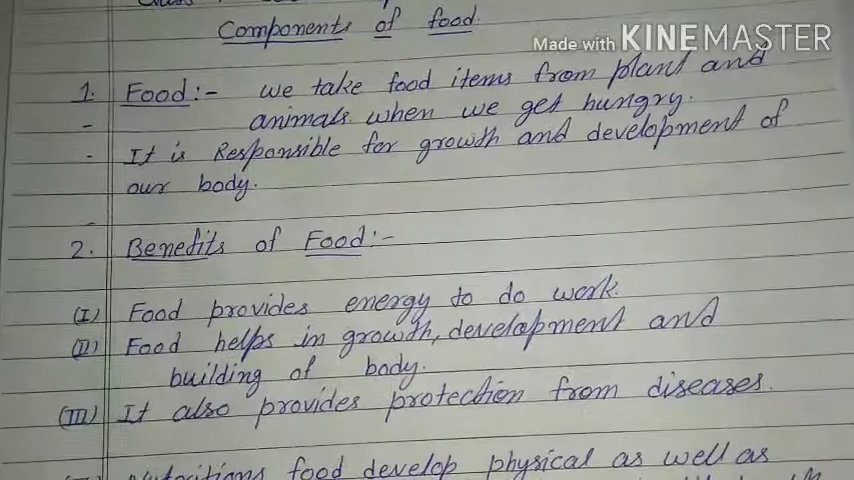 Components of food.
Made with KINEMASTER
1. Food :- we take food items from plant and
- animals when we get hungry.
- It is Responsible for growth and development of
our body.
-
2. Benefits of Food :-
(I) Food provides energy to do work.
(II) Food helps in growth, development and
building of body.
(III) It also provides protection from diseases.
food develop physical as well as